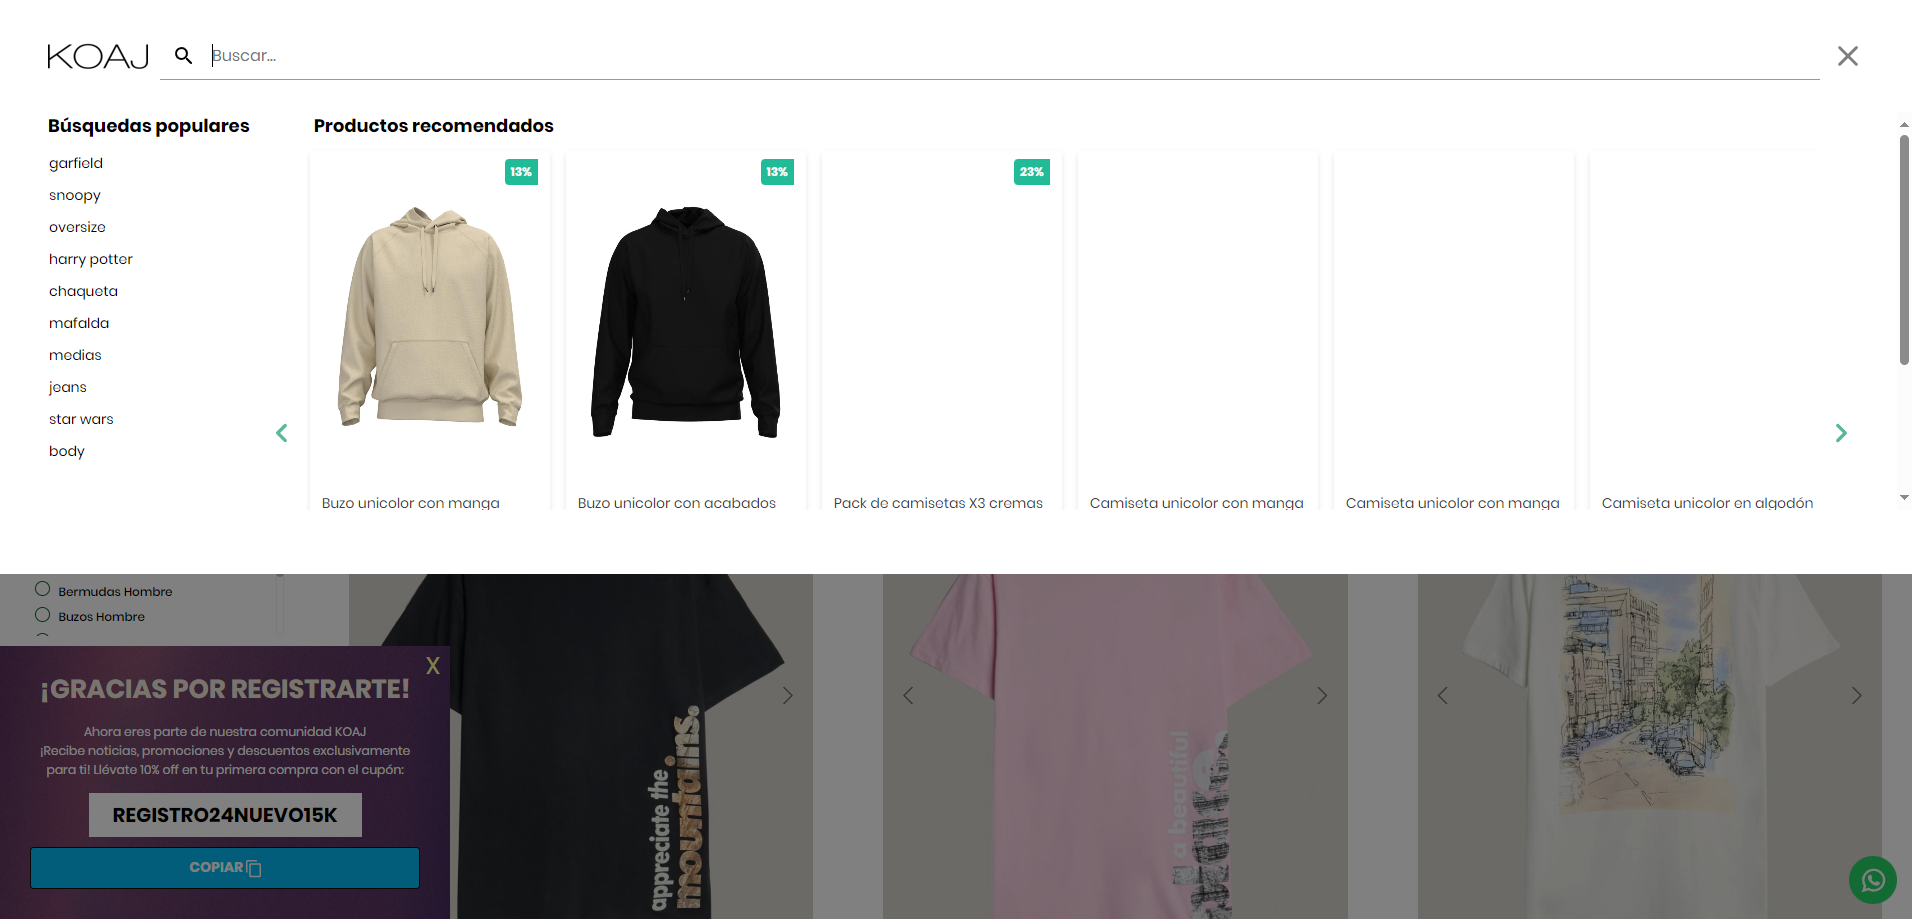 KOAJ
Buscar...
Búsquedas populares
garfield
snoopy
oversize
harry potter
chaqueta
mafalda
medias
jeans
star wars
body
Productos recomendados
13%
13%
23%
Buzo unicolor con manga
Buzo unicolor con acabados
Pack de camisetas X3 cremas
Camiseta unicolor con manga
Camiseta unicolor con manga
Camiseta unicolor en algodón
Bermudas Hombre
Buzos Hombre
X
¡GRACIAS POR REGISTRARTE!
Ahora eres parte de nuestra comunidad KOAJ
¡Recibe noticias, promociones y descuentos exclusivamente
para ti! Llévate 10% off en tu primera compra con el cupón:
REGISTRO24NUEVO15K
COPIAR
appreciate the
mountains.
a beautiful